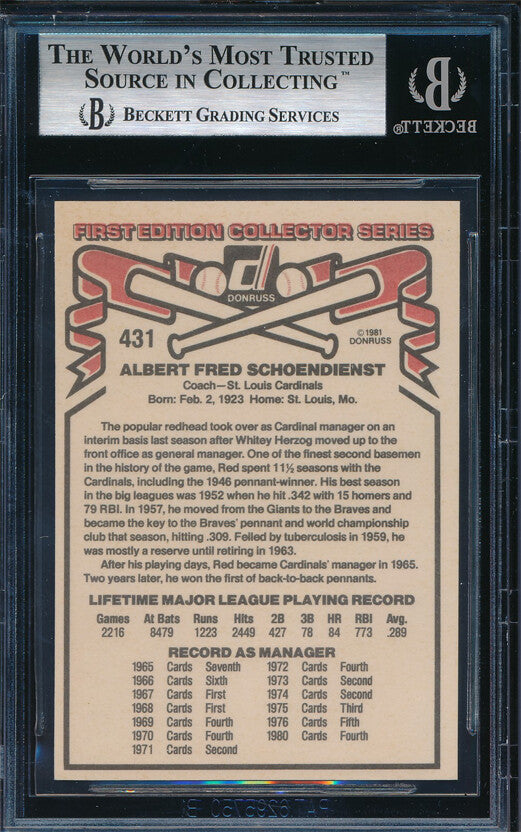 THE WORLD'S MOST TRUSTED
SOURCE IN COLLECTING™
B BECKETT GRADING SERVICES
B
BECKETT®
FIRST EDITION COLLECTOR SERIES
d
DONRUSS
431
© 1981
DONRUSS
ALBERT FRED SCHOENDIENST
Coach—St. Louis Cardinals
Born: Feb. 2, 1923 Home: St. Louis, Mo.
The popular redhead took over as Cardinal manager on an
interim basis last season after Whitey Herzog moved up to the
front office as general manager. One of the finest second basemen
in the history of the game, Red spent 11½ seasons with the
Cardinals, including the 1946 pennant-winner. His best season
in the big leagues was 1952 when he hit .342 with 15 homers and
79 RBI. In 1957, he moved from the Giants to the Braves and
became the key to the Braves' pennant and world championship
club that season, hitting .309. Felled by tuberculosis in 1959, he
was mostly a reserve until retiring in 1963.
After his playing days, Red became Cardinals' manager in 1965.
Two years later, he won the first of back-to-back pennants.
LIFETIME MAJOR LEAGUE PLAYING RECORD
Games At Bats Runs Hits 2B 3B HR RBI Avg.
2216 8479 1223 2449 427 78 84 773 .289
RECORD AS MANAGER
1965 Cards Seventh 1972 Cards Fourth
1966 Cards Sixth 1973 Cards Second
1967 Cards First 1974 Cards Second
1968 Cards First 1975 Cards Third
1969 Cards Fourth 1976 Cards Fifth
1970 Cards Fourth 1980 Cards Fourth
1971 Cards Second